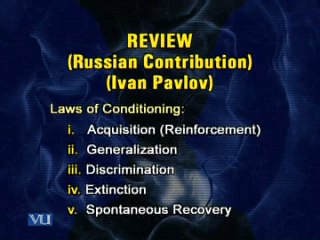 REVIEW
(Russian Contribution)
(Ivan Pavlov)
Laws of Conditioning:
i. Acquisition (Reinforcement)
ii. Generalization
iii. Discrimination
iv. Extinction
v. Spontaneous Recovery
VU